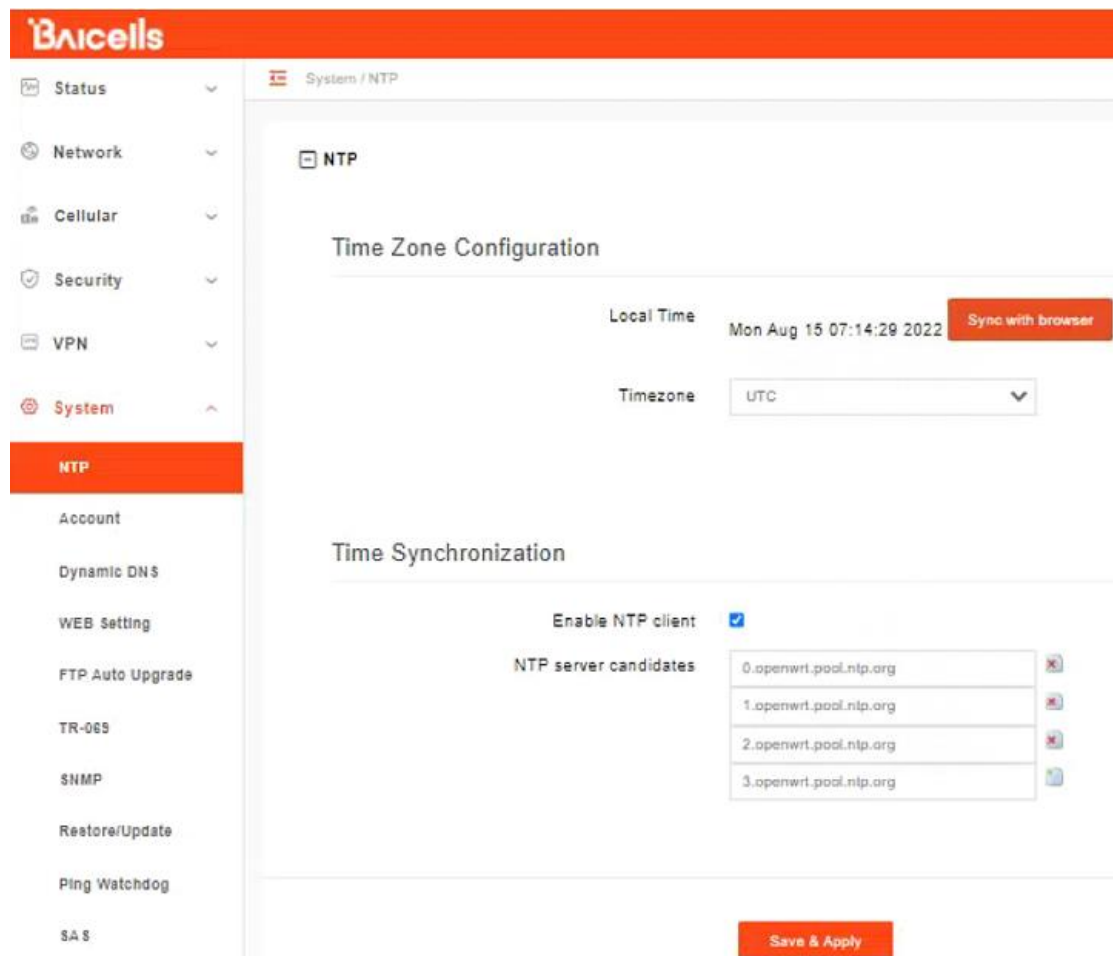 BAICELLS
Status
Network
Cellular
Security
VPN
System
NTP
Account
Dynamic DNS
WEB Setting
FTP Auto Upgrade
TR-069
SNMP
Restore/Update
Ping Watchdog
SAS
System / NTP
NTP
Time Zone Configuration
Local Time Mon Aug 15 07:14:29 2022 Sync with browser
Timezone UTC
Time Synchronization
Enable NTP client
NTP server candidates 0.openwrt.pool.ntp.org
1.openwrt.pool.ntp.org
2.openwrt.pool.ntp.org
3.openwrt.pool.ntp.org
Save & Apply